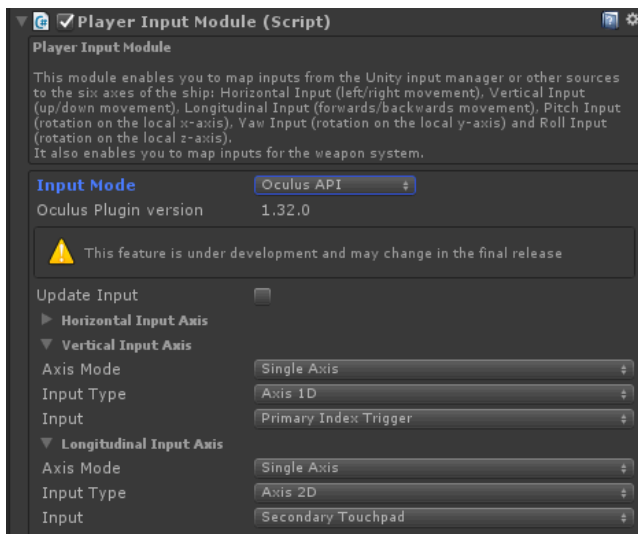 Player Input Module (Script)
Player Input Module
This module enables you to map inputs from the Unity input manager or other sources
to the six axes of the ship: Horizontal Input (left/right movement), Vertical Input
(up/down movement), Longitudinal Input (forwards/backwards movement), Pitch Input
(rotation on the local x-axis), Yaw Input (rotation on the local y-axis) and Roll Input
(rotation on the local z-axis).
It also enables you to map inputs for the weapon system.
Input Mode Oculus API
Oculus Plugin version 1.32.0
This feature is under development and may change in the final release
Update Input
Horizontal Input Axis
Vertical Input Axis
Axis Mode Single Axis
Input Type Axis 1D
Input Primary Index Trigger
Longitudinal Input Axis
Axis Mode Single Axis
Input Type Axis 2D
Input Secondary Touchpad